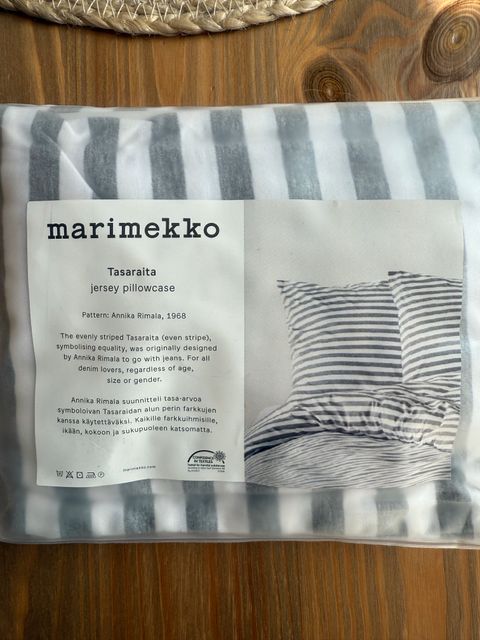 marimekko
Tasaraita
jersey pillowcase
Pattern: Annika Rimala, 1968
The evenly striped Tasaraita (even stripe),
symbolising equality, was originally designed
by Annika Rimala to go with jeans. For all
denim lovers, regardless of age,
size or gender.
Annika Rimala suunnitteli tasa-arvoa
symboloivan Tasaraidan alun perin farkkujen
kanssa käytettäväksi. Kaikille farkkuihmisille,
ikään, kokoon ja sukupuoleen katsomatta.
marimekko.com
CONFIDENCE
IN TEXTILES